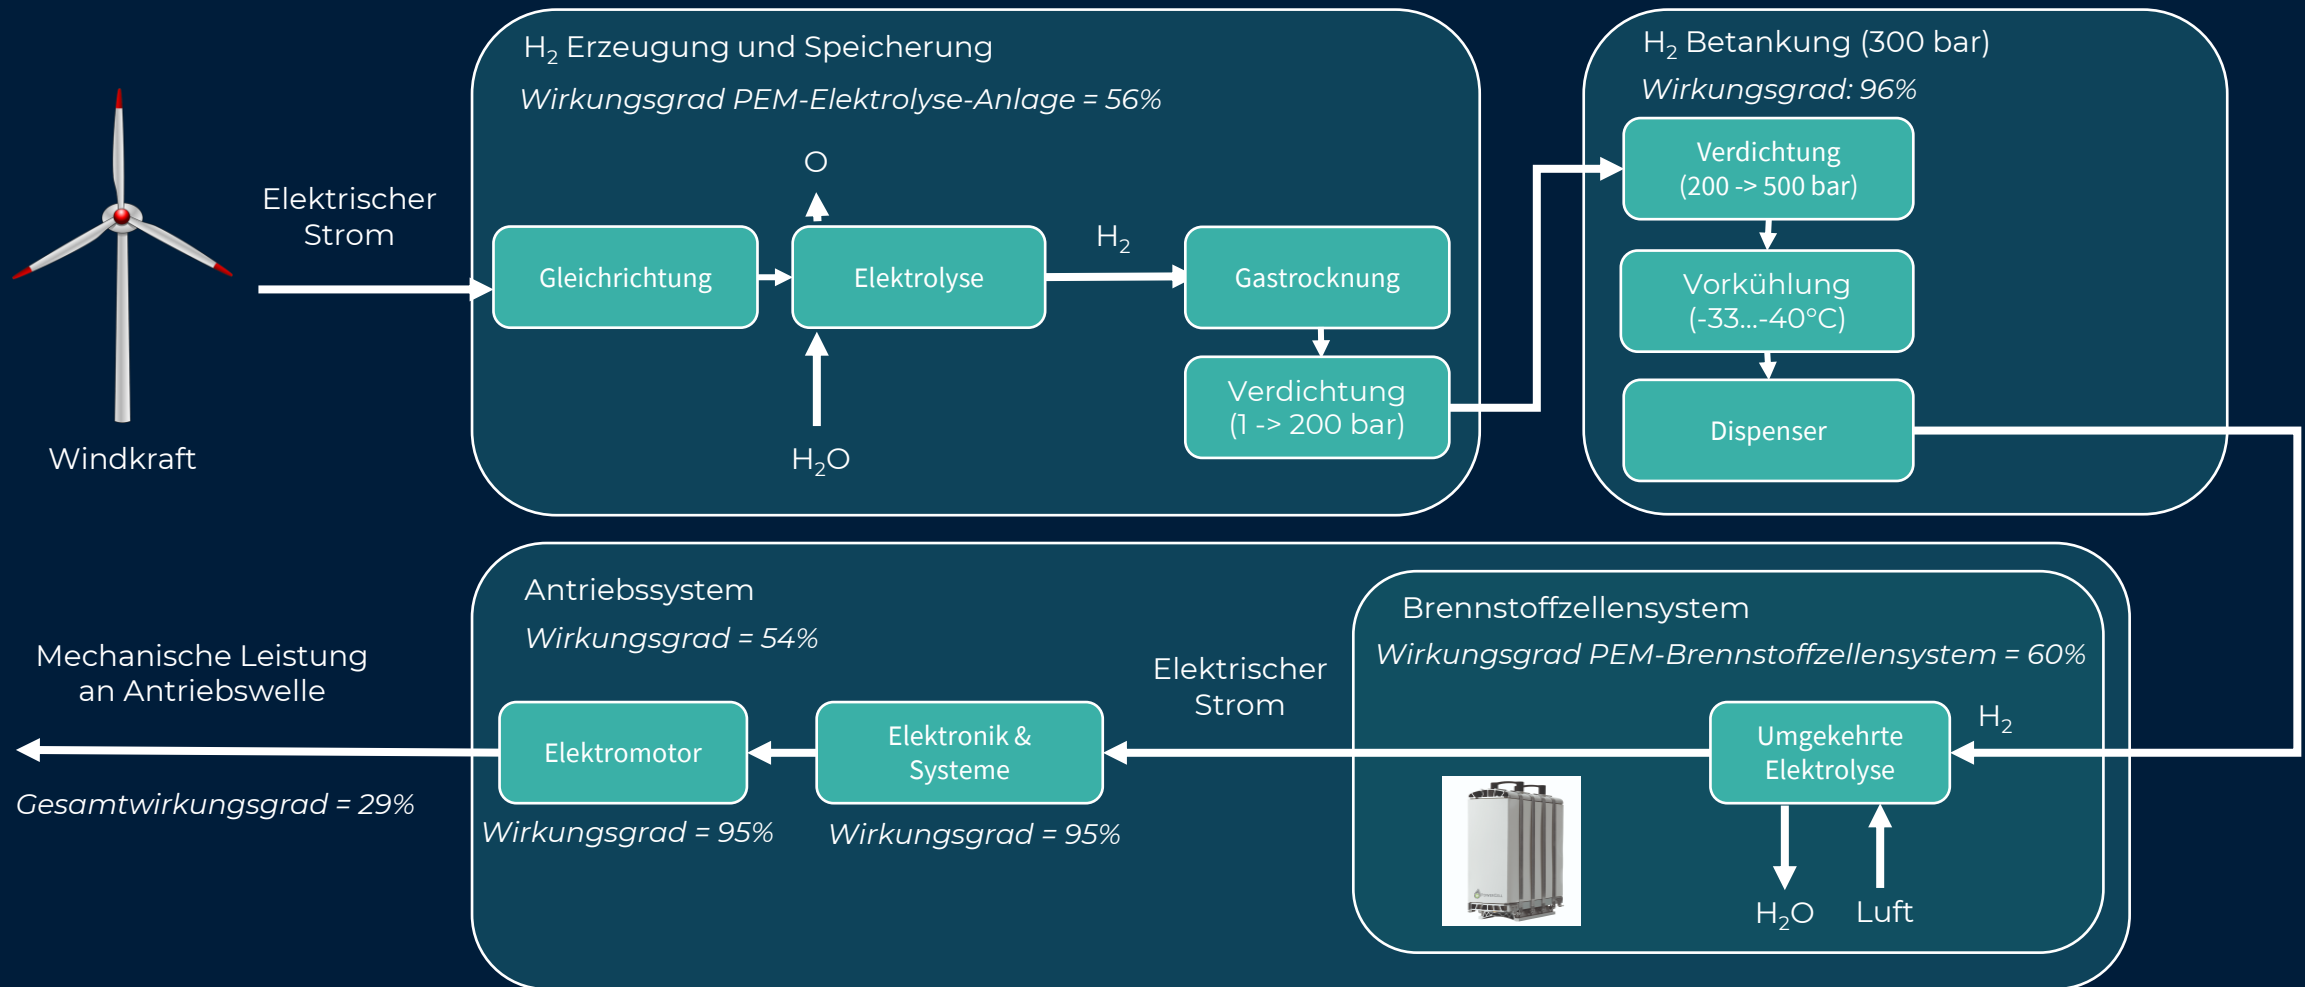 H₂ Erzeugung und Speicherung
Wirkungsgrad PEM-Elektrolyse-Anlage = 56%
H₂ Betankung (300 bar)
Wirkungsgrad: 96%
Windkraft
Elektrischer
Strom
Gleichrichtung
O
Elektrolyse
H₂O
H₂
Gastrocknung
Verdichtung
(1 -> 200 bar)
Verdichtung
(200 -> 500 bar)
Vorkühlung
(-33...-40°C)
Dispenser
Antriebssystem
Wirkungsgrad = 54%
Brennstoffzellensystem
Wirkungsgrad PEM-Brennstoffzellensystem = 60%
H₂
Umgekehrte
Elektrolyse
H₂O
Luft
Elektrischer
Strom
Elektronik &
Systeme
Wirkungsgrad = 95%
Elektromotor
Wirkungsgrad = 95%
Mechanische Leistung
an Antriebswelle
Gesamtwirkungsgrad = 29%